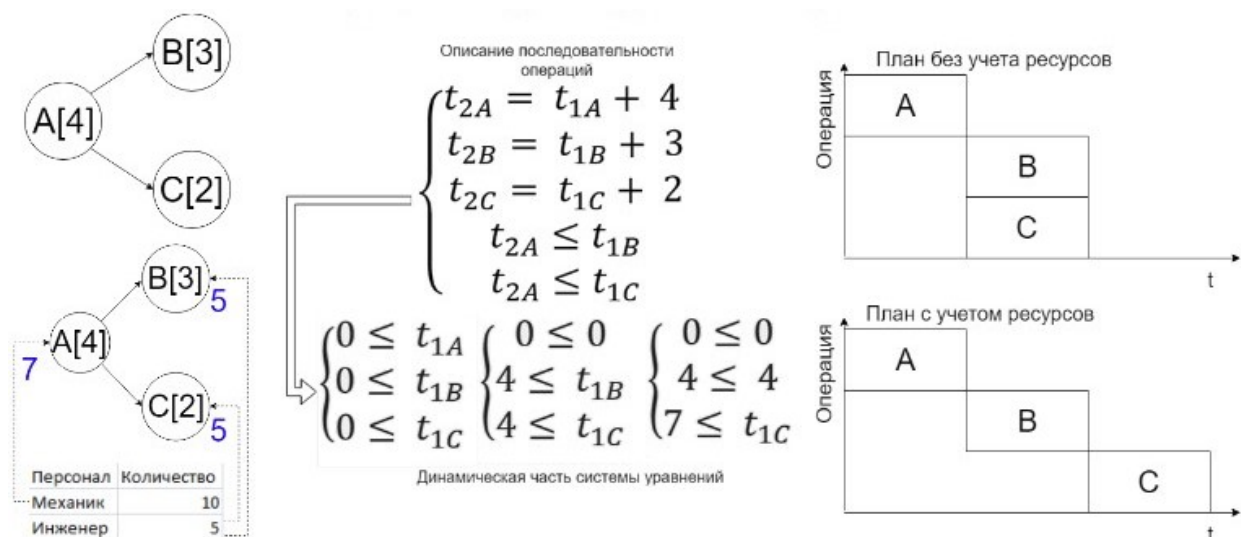 B[3]
A[4]
C[2]
B[3]
5
A[4]
7
C[2]
5
Персонал Количество
Механик 10
Инженер 5
Описание последовательности
операций
t₂A = t₁A + 4
t₂B = t₁B + 3
t₂C = t₁C + 2
t₂A ≤ t₁B
t₂A ≤ t₁C
0 ≤ t₁A 0 ≤ 0 0 ≤ 0
0 ≤ t₁B 4 ≤ t₁B 4 ≤ 4
0 ≤ t₁C 4 ≤ t₁C 7 ≤ t₁C
Динамическая часть системы уравнений
План без учета ресурсов
Операция
A
B
C
t
План с учетом ресурсов
Операция
A
B
C
t